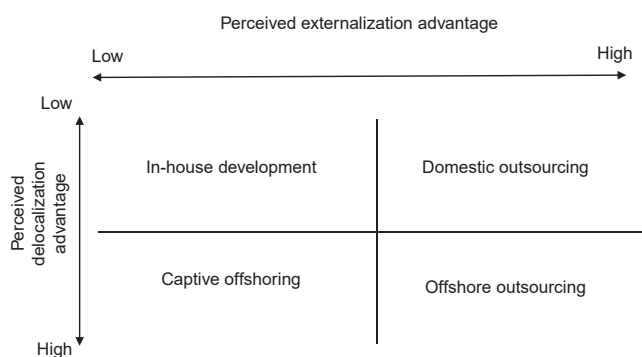 Perceived externalization advantage
Low
High
Low
In-house development
Domestic outsourcing
Perceived
delocalization
advantage
Captive offshoring
Offshore outsourcing
High